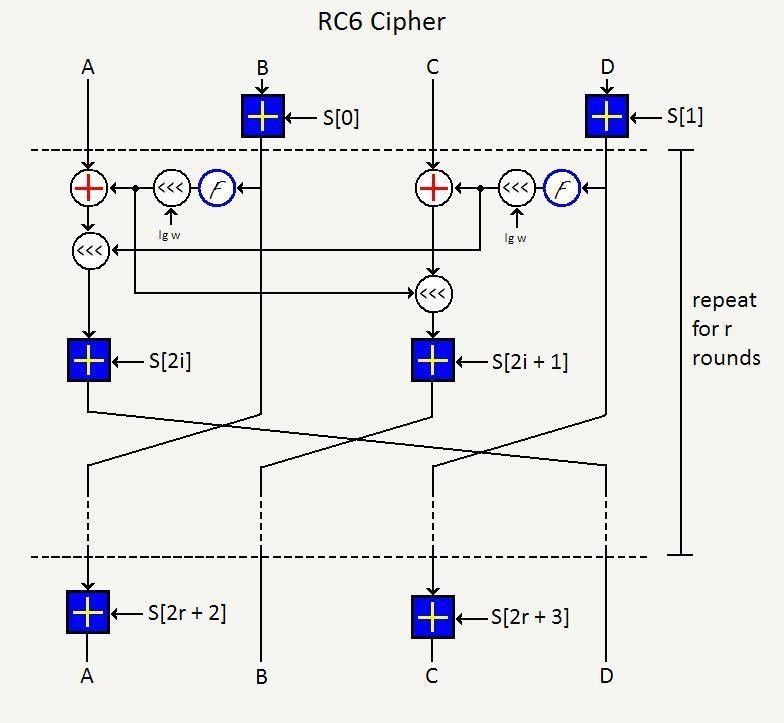 RC6 Cipher
A B C D
S[0] S[1]
<<< F <<< F
lg w lg w
<<<
<<<
repeat
for r
rounds
S[2i] S[2i + 1]
S[2r + 2] S[2r + 3]
A B C D